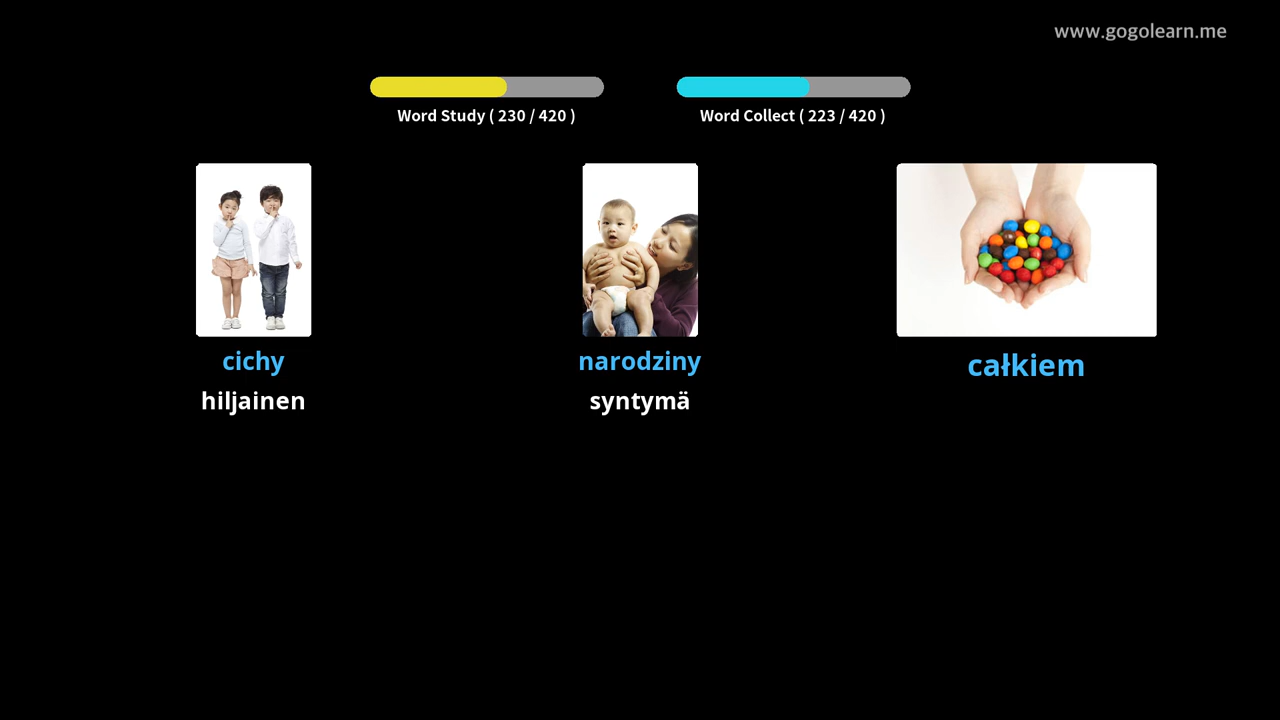 www.gogolearn.me
Word Study ( 230 / 420 )
Word Collect ( 223 / 420 )
cichy
hiljainen
narodziny
syntymä
całkiem